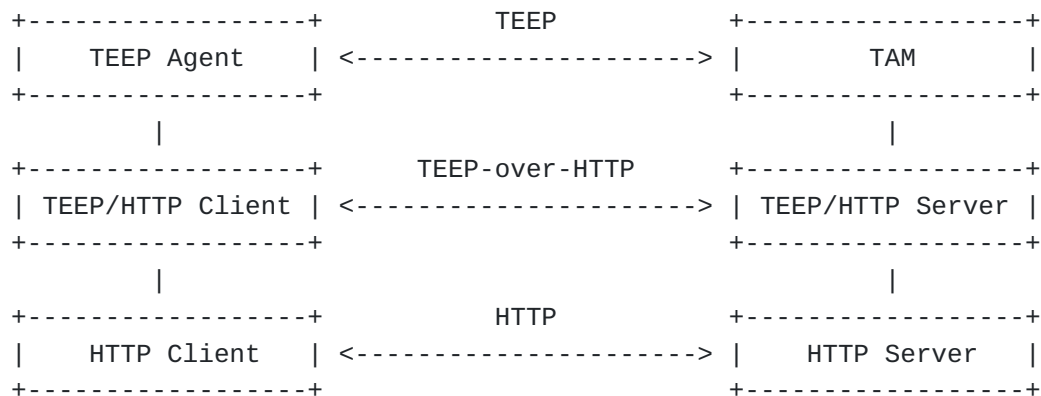 TEEP
TEEP Agent <-----------------------> TAM
TEEP-over-HTTP
TEEP/HTTP Client <-----------------------> TEEP/HTTP Server
HTTP
HTTP Client <-----------------------> HTTP Server